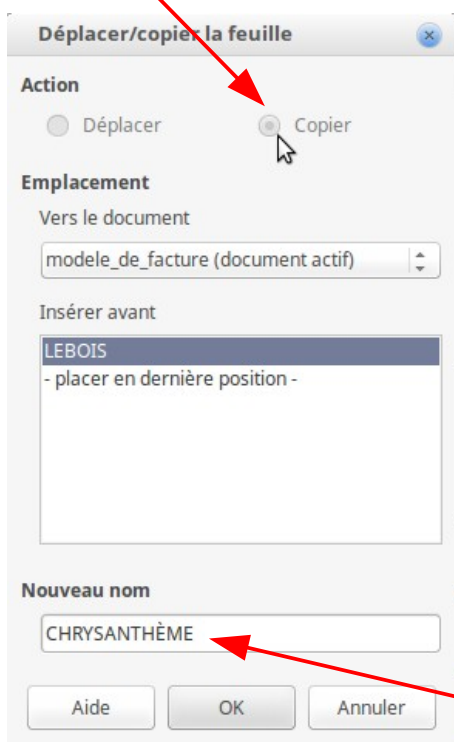 Déplacer/copier la feuille
Action
Déplacer Copier
Emplacement
Vers le document
modele_de_facture (document actif)
Insérer avant
LEBOIS
- placer en dernière position -
Nouveau nom
CHRYSANTHÈME
Aide OK Annuler